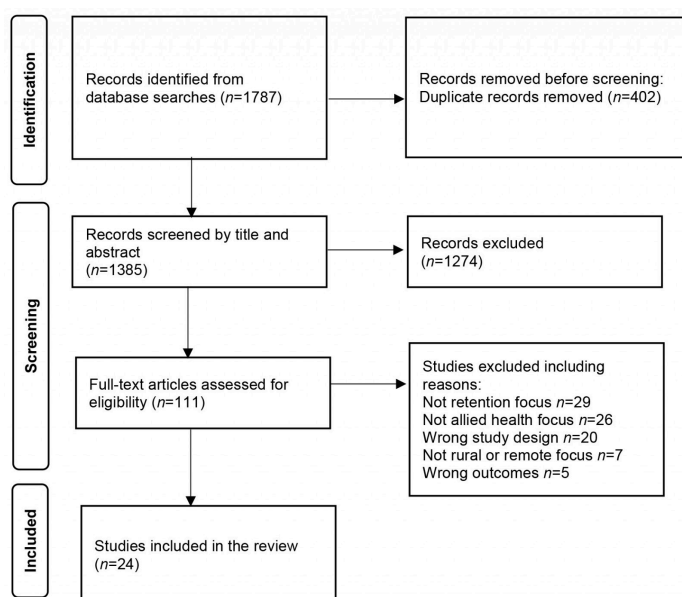 Identification
Records identified from
database searches (n=1787)
Records removed before screening:
Duplicate records removed (n=402)
Screening
Records screened by title and
abstract
(n=1385)
Records excluded
(n=1274)
Full-text articles assessed for
eligibility (n=111)
Studies excluded including
reasons:
Not retention focus n=29
Not allied health focus n=26
Wrong study design n=20
Not rural or remote focus n=7
Wrong outcomes n=5
Included
Studies included in the review
(n=24)